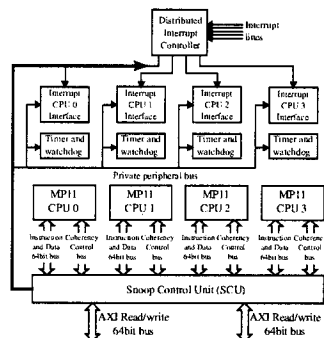 Distributed
Interrupt
Controller
Interrupt
lines
Interrupt
CPU 0
Interface
Interrupt
CPU 1
Interface
Interrupt
CPU 2
Interface
Interrupt
CPU 3
Interface
Timer and
watchdog
Timer and
watchdog
Timer and
watchdog
Timer and
watchdog
Private peripheral bus
MP11
CPU 0
MP11
CPU 1
MP11
CPU 2
MP11
CPU 3
Instruction
and Data
64bit bus
Coherency
Control
bus
Instruction
and Data
64bit bus
Coherency
Control
bus
Instruction
and Data
64bit bus
Coherency
Control
bus
Instruction
and Data
64bit bus
Coherency
Control
bus
Snoop Control Unit (SCU)
AXI Read/write
64bit bus
AXI Read/write
64bit bus